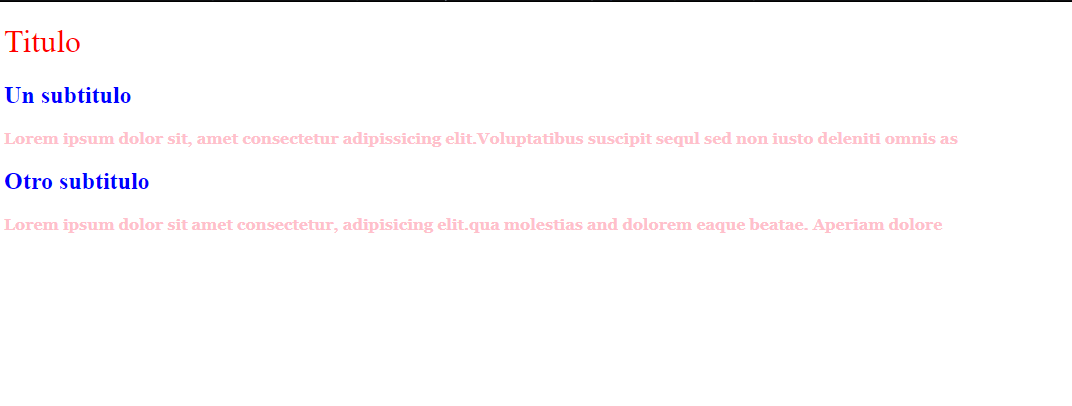 Titulo
Un subtitulo
Lorem ipsum dolor sit, amet consectetur adipissicing elit.Voluptatibus suscipit sequl sed non iusto deleniti omnis as
Otro subtitulo
Lorem ipsum dolor sit amet consectetur, adipisicing elit.qua molestias and dolorem eaque beatae. Aperiam dolore